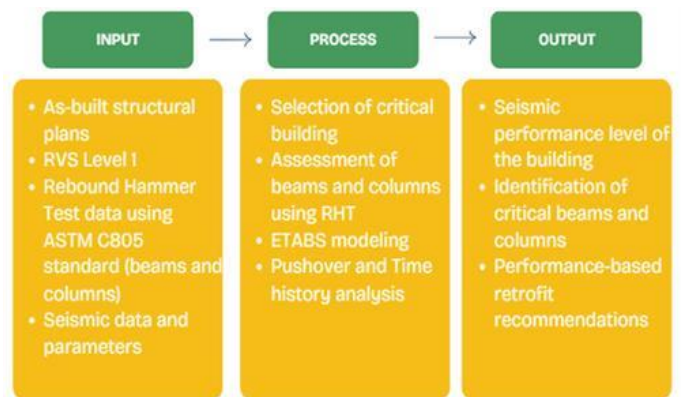 INPUT
PROCESS
OUTPUT
• As-built structural
plans
• RVS Level 1
• Rebound Hammer
Test data using
ASTM C805
standard (beams and
columns)
• Seismic data and
parameters
• Selection of critical
building
• Assessment of
beams and columns
using RHT
• ETABS modeling
• Pushover and Time
history analysis
• Seismic
performance level of
the building
• Identification of
critical beams and
columns
• Performance-based
retrofit
recommendations